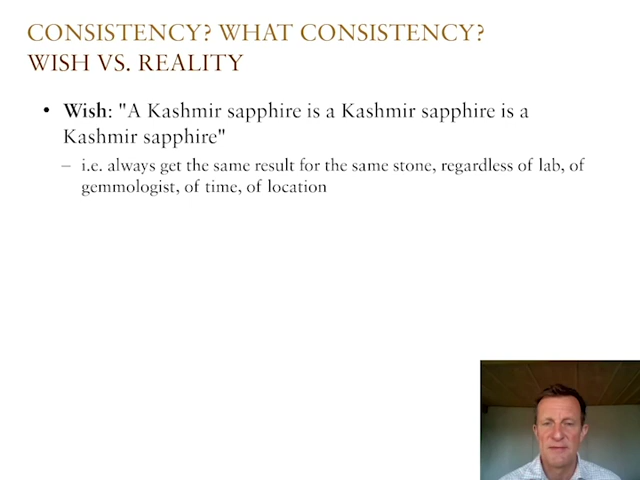 CONSISTENCY? WHAT CONSISTENCY?
WISH VS. REALITY
• Wish: "A Kashmir sapphire is a Kashmir sapphire is a
Kashmir sapphire"
– i.e. always get the same result for the same stone, regardless of lab, of
gemmologist, of time, of location